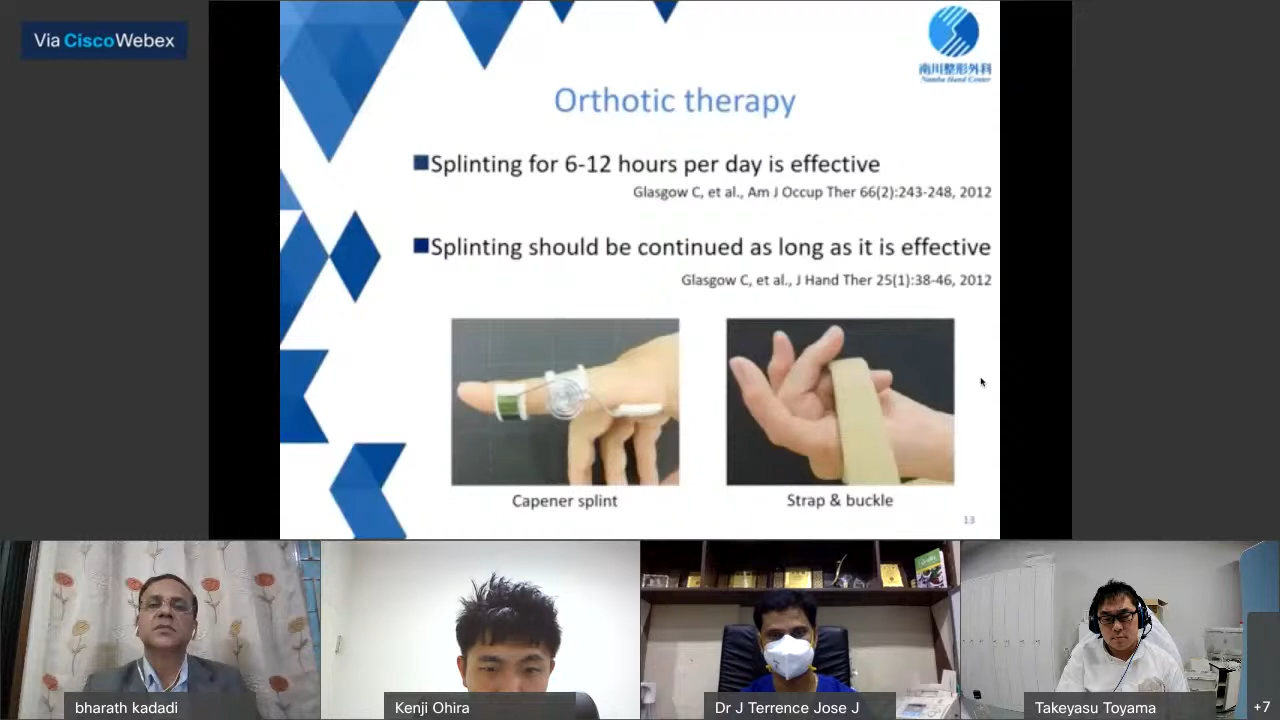 Via CiscoWebex
南川整形外科
Namba Hand Center
Orthotic therapy
Splinting for 6-12 hours per day is effective
Glasgow C, et al., Am J Occup Ther 66(2):243-248, 2012
Splinting should be continued as long as it is effective
Glasgow C, et al., J Hand Ther 25(1):38-46, 2012
Capener splint
Strap & buckle
13
bharath kadadi
Kenji Ohira
Dr J Terrence Jose J
Takeyasu Toyama
+7